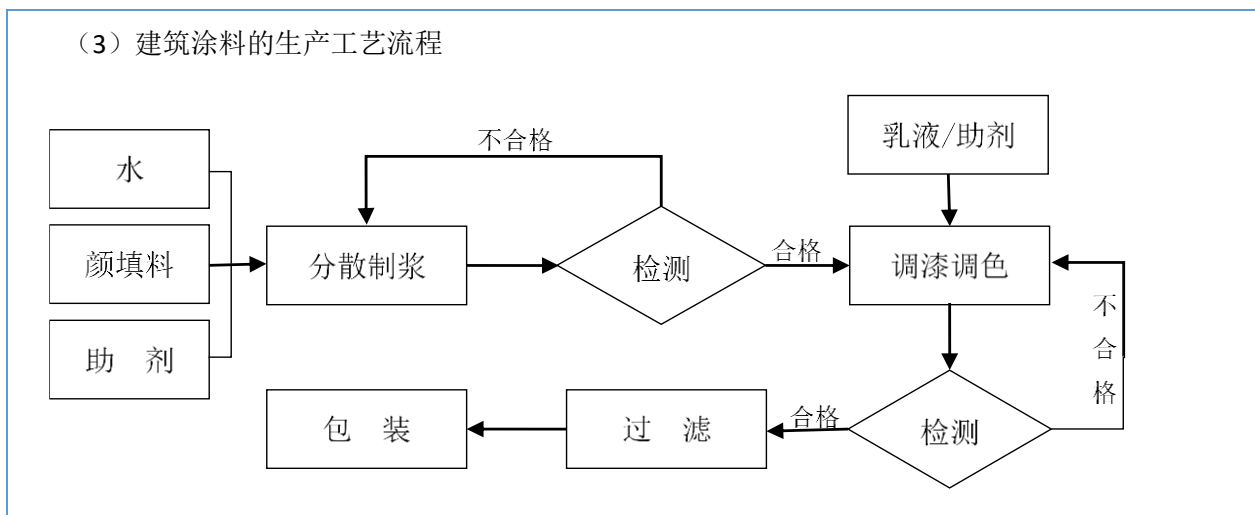 （3）建筑涂料的生产工艺流程
水
颜填料
助 剂
不合格
分散制浆
检测
合格
乳液/助剂
调漆调色
不合格
检测
合格
过 滤
包 装